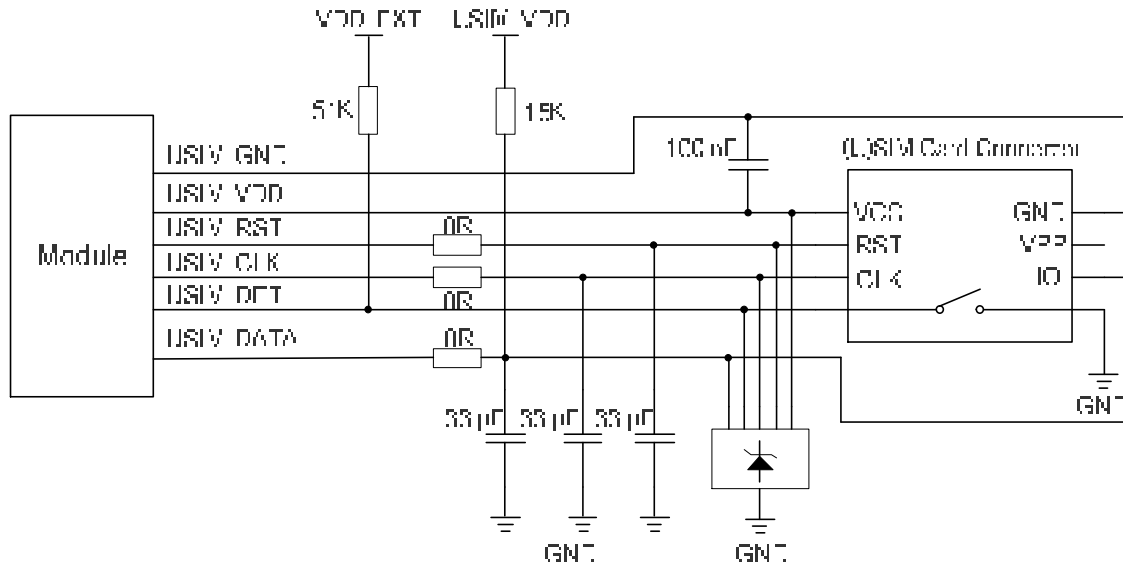 VDD_EXT
USIM_VDD
51K
15K
100 nF
(U)SIM Card Connector
Module
USIM_GND
USIM_VDD
USIM_RST
USIM_CLK
USIM_DET
USIM_DATA
0R
0R
0R
VCC
RST
CLK
GND
VPP
IO
GND
33 pF
33 pF
33 pF
GND
GND